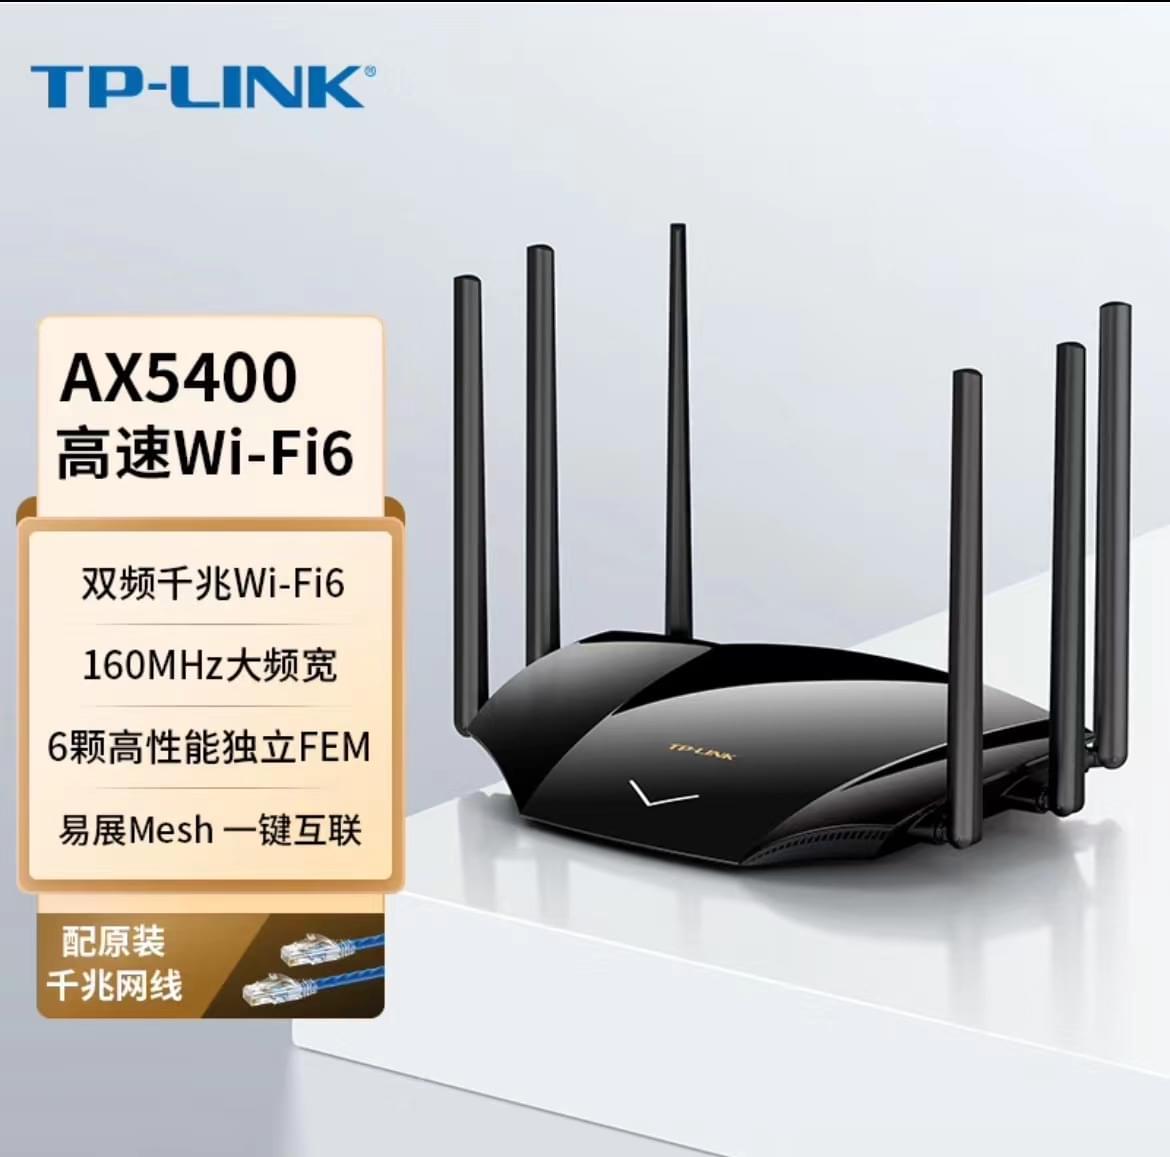 TP-LINK®
AX5400
高速Wi-Fi6
双频千兆Wi-Fi6
160MHz大频宽
6颗高性能独立FEM
易展Mesh 一键互联
配原装
千兆网线
TP-LINK